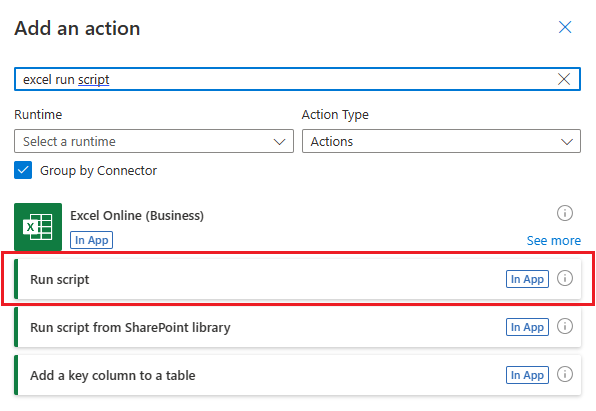 Add an action
excel run script
Runtime
Action Type
Select a runtime
Actions
Group by Connector
Excel Online (Business)
In App
See more
Run script
In App
Run script from SharePoint library
In App
Add a key column to a table
In App